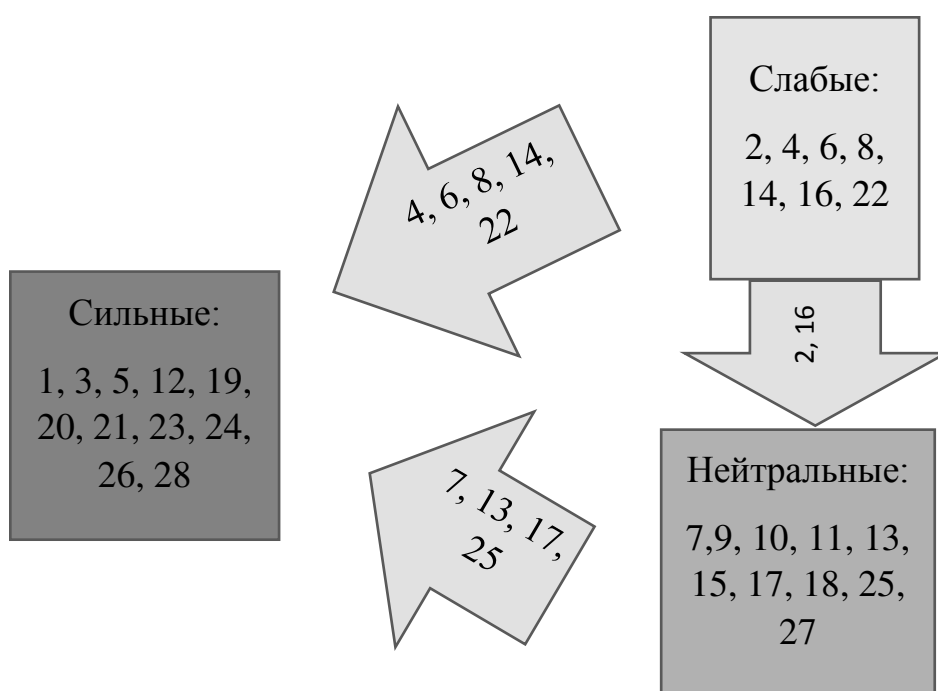 Слабые:
2, 4, 6, 8,
14, 16, 22
4, 6, 8, 14,
22
2, 16
Сильные:
1, 3, 5, 12, 19,
20, 21, 23, 24,
26, 28
7, 13, 17,
25
Нейтральные:
7,9, 10, 11, 13,
15, 17, 18, 25,
27